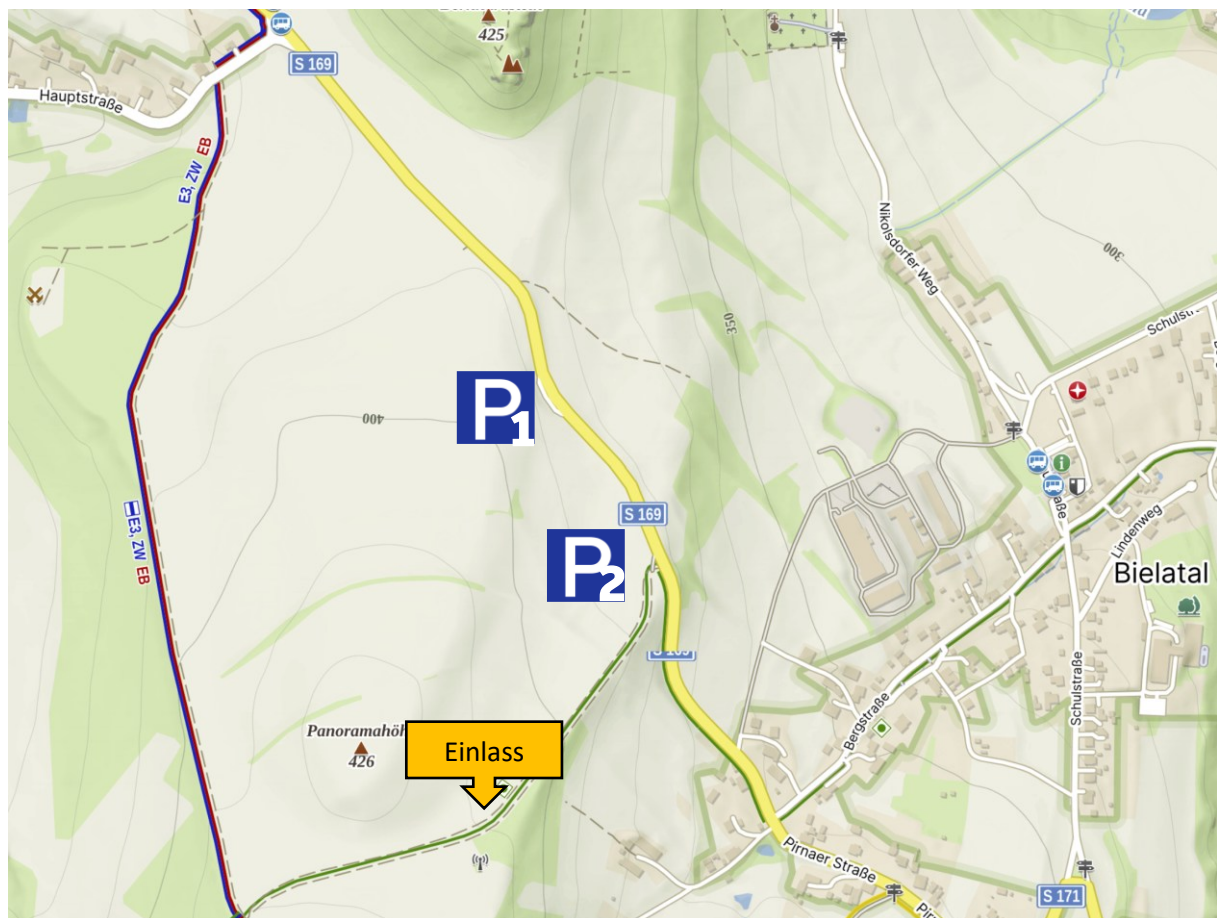 425
S 169
Hauptstraße
E3, ZW EB
Nikolsdorfer Weg
300
350
Schulst
P1
400
S 169
P2
E3, ZW EB
Lindenweg
Bielatal
Bergstraße
Schulstraße
Panoramahöh
426
Einlass
Pirnaer Straße
S 171